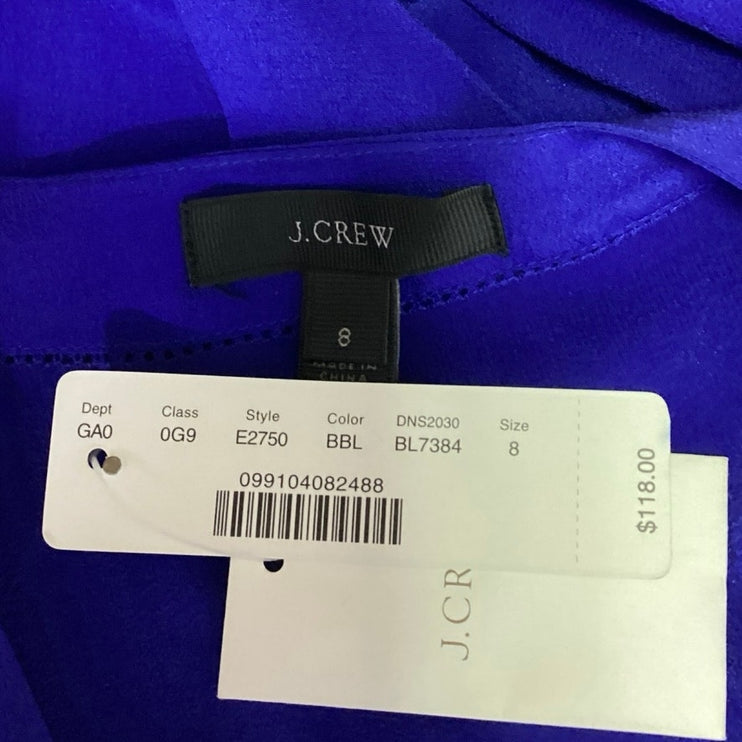 J.CREW
8
MADE IN
CHINA
Dept Class Style Color DNS2030 Size
GA0 0G9 E2750 BBL BL7384 8
099104082488
$118.00
J.CR